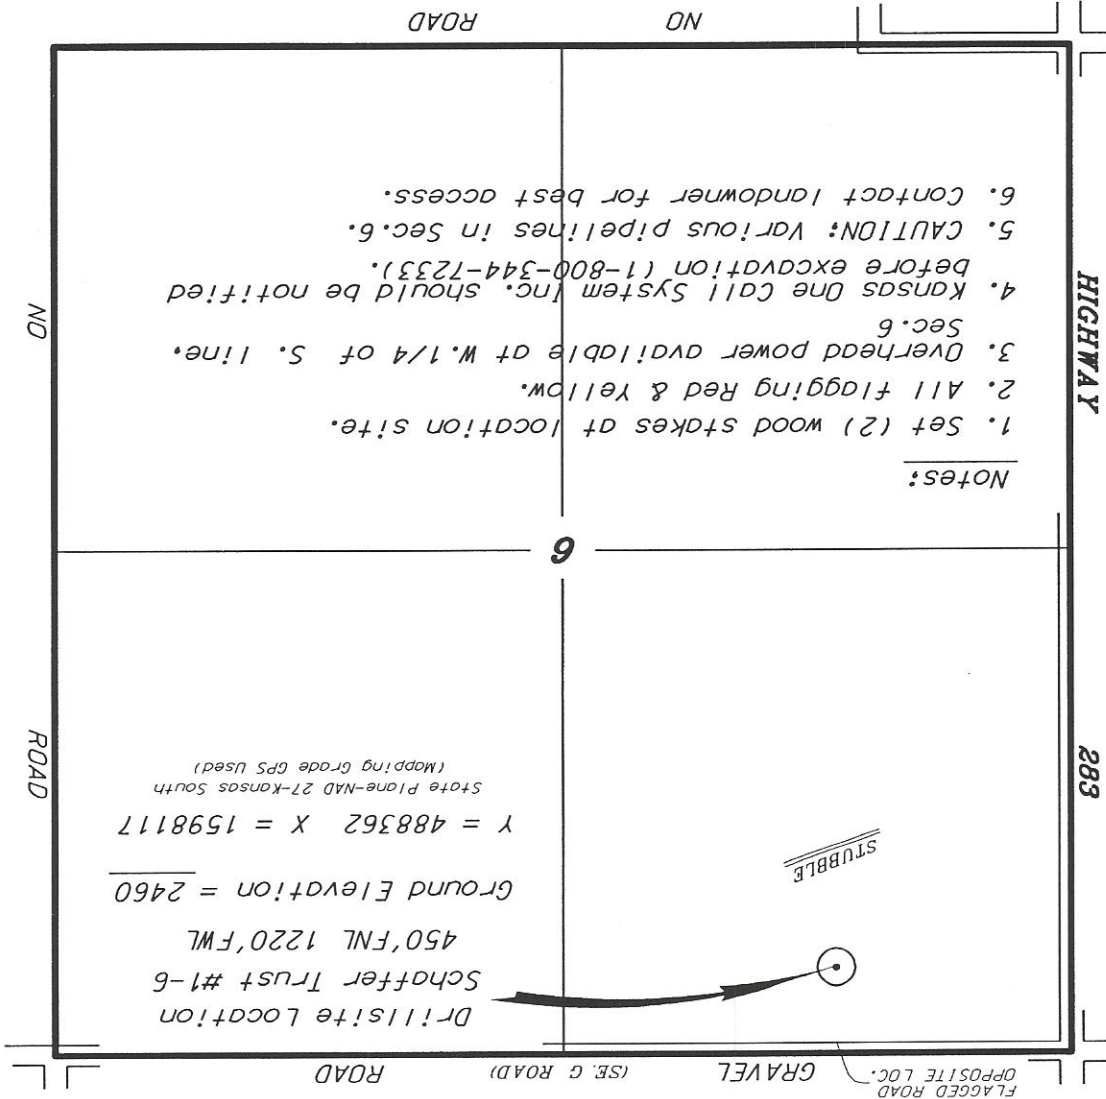 FLAGGED ROAD
OPPOSITE LOC.
GRAVEL (SE. G ROAD) ROAD
Drillsite Location
Schaffer Trust #1-6
450'FNL 1220'FWL
Ground Elevation = 2460
Y = 488362 X = 1598117
State Plane-NAD 27-Kansas South
(Mapping Grade GPS Used)
STUBBLE
283
HIGHWAY
ROAD
NO
6
Notes:
1. Set (2) wood stakes at location site.
2. All flagging Red & Yellow.
3. Overhead power available at W.1/4 of S. line,
Sec.6
4. Kansas One Call System Inc. should be notified
before excavation (1-800-344-7233).
5. CAUTION: Various pipelines in Sec.6.
6. Contact landowner for best access.
NO ROAD